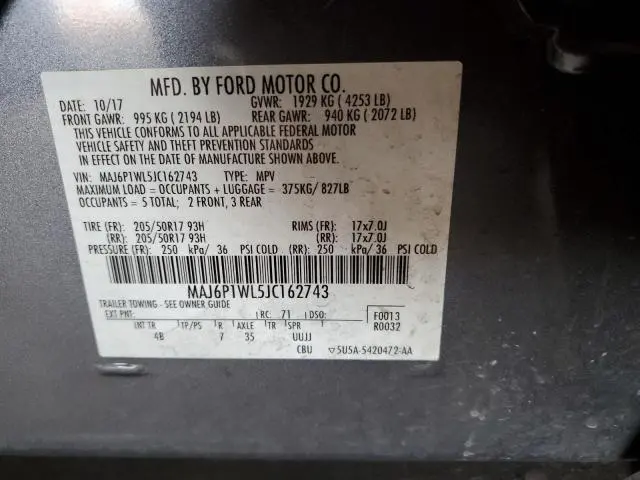 MFD. BY FORD MOTOR CO.
DATE: 10/17 GVWR: 1929 KG ( 4253 LB)
FRONT GAWR: 995 KG ( 2194 LB) REAR GAWR: 940 KG ( 2072 LB)
THIS VEHICLE CONFORMS TO ALL APPLICABLE FEDERAL MOTOR
VEHICLE SAFETY AND THEFT PREVENTION STANDARDS
IN EFFECT ON THE DATE OF MANUFACTURE SHOWN ABOVE.
VIN: MAJ6P1WL5JC162743 TYPE: MPV
MAXIMUM LOAD = OCCUPANTS + LUGGAGE = 375KG/ 827LB
OCCUPANTS = 5 TOTAL; 2 FRONT, 3 REAR
TIRE (FR): 205/50R17 93H RIMS (FR): 17x7.0J
(RR): 205/50R17 93H (RR): 17x7.0J
PRESSURE (FR): 250 kPa/ 36 PSI COLD (RR): 250 kPa/ 36 PSI COLD
MAJ6P1WL5JC162743
TRAILER TOWING - SEE OWNER GUIDE
EXT PNT: RC: 71 DSO: F0013
R0032
INT TR TP/PS R AXLE TR SPR
4B 7 35 UUJJ
CBU ▽5U5A-5420472-AA